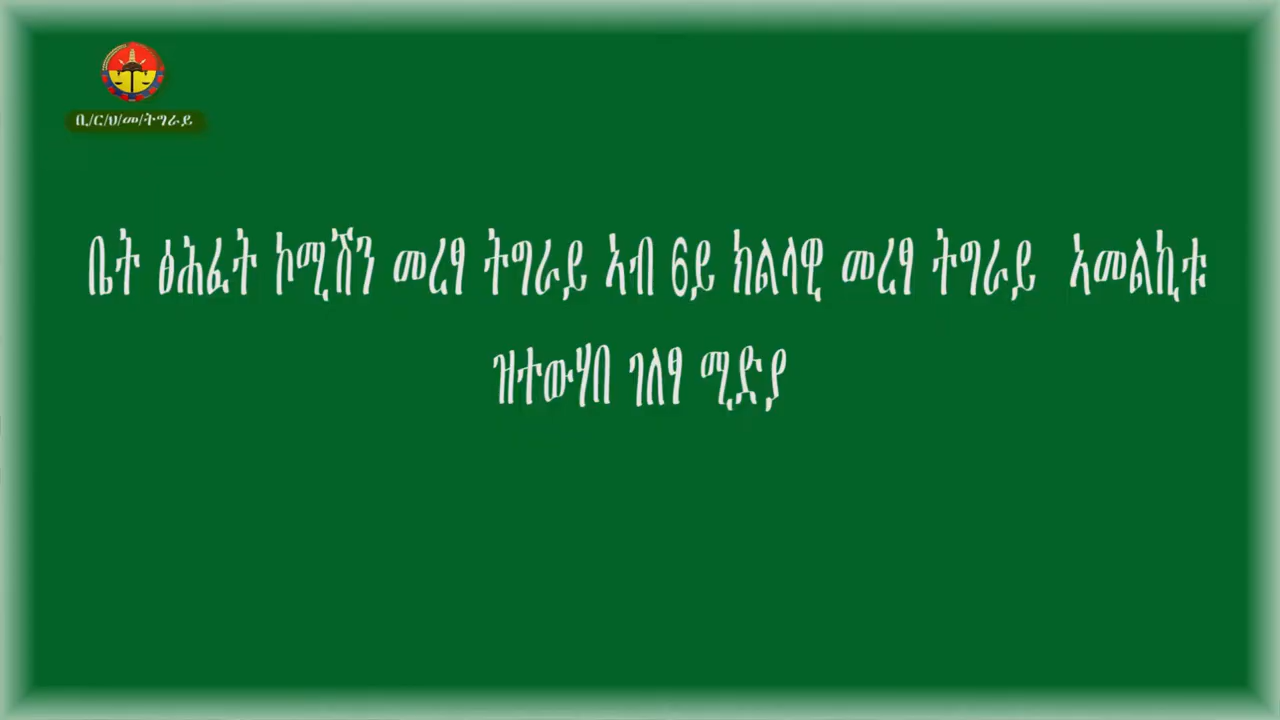 ቢ/ር/ህ/መ/ትግራይ
ቤት ፅሕፈት ኮሚሽን መረፃ ትግራይ ኣብ 6ይ ክልላዊ መረፃ ትግራይ ኣመልኪቱ
ዝተውሃበ ገለፃ ሚድያ